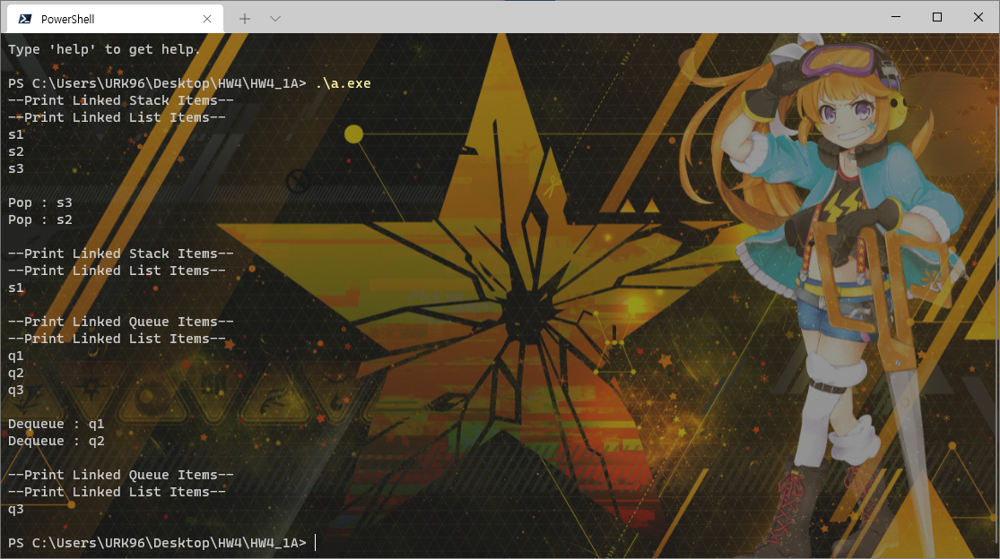 PowerShell
Type 'help' to get help.
PS C:\Users\URK96\Desktop\HW4\HW4_1A> .\a.exe
--Print Linked Stack Items--
--Print Linked List Items--
s1
s2
s3
Pop : s3
Pop : s2
--Print Linked Stack Items--
--Print Linked List Items--
s1
--Print Linked Queue Items--
--Print Linked List Items--
q1
q2
q3
Dequeue : q1
Dequeue : q2
--Print Linked Queue Items--
--Print Linked List Items--
q3
PS C:\Users\URK96\Desktop\HW4\HW4_1A>